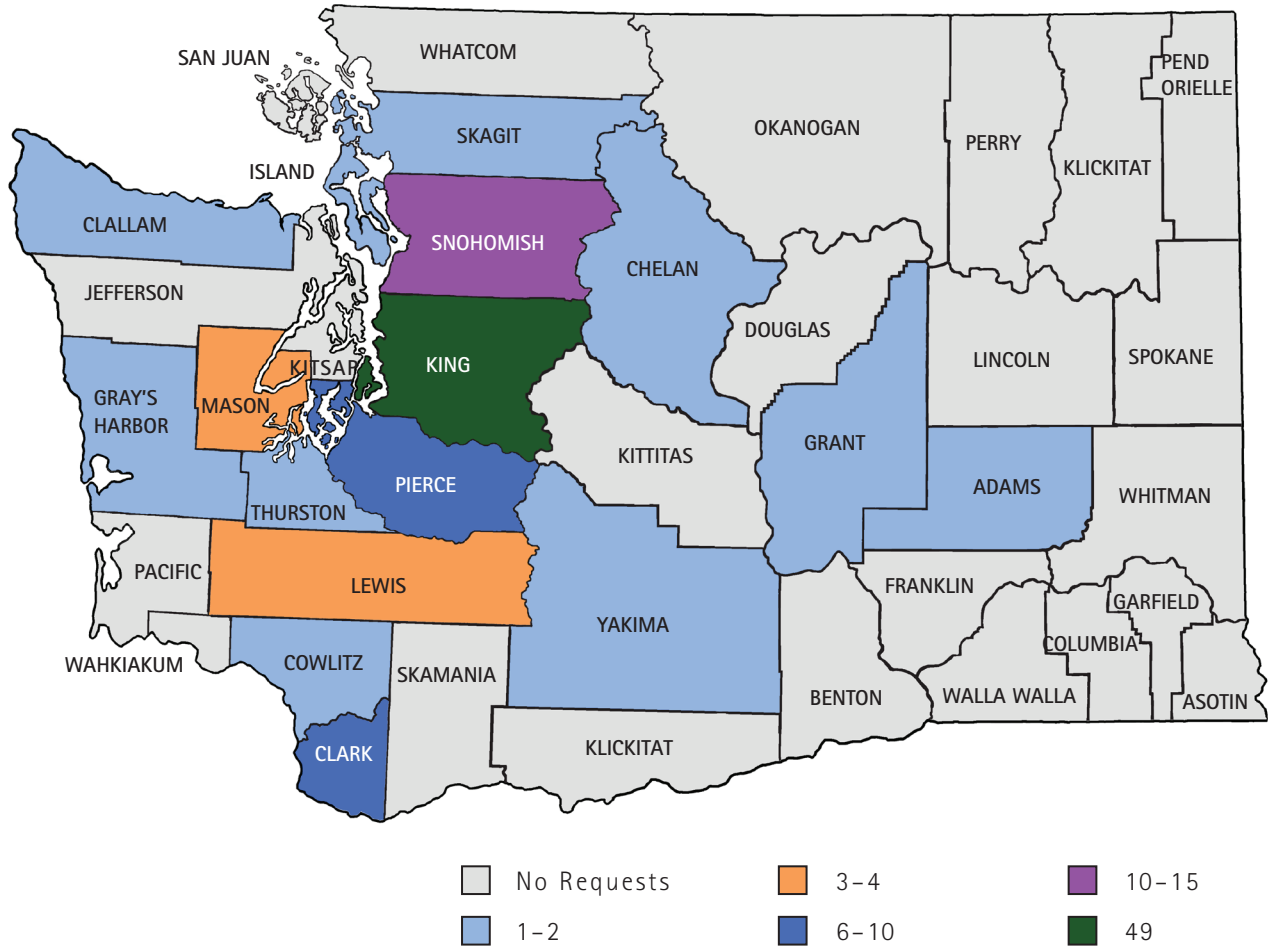 WHATCOM
SAN JUAN
PEND
ORIELLE
SKAGIT
OKANOGAN
PERRY
KLICKITAT
ISLAND
CLALLAM
SNOHOMISH
CHELAN
JEFFERSON
DOUGLAS
LINCOLN
SPOKANE
KITSAP
KING
GRAY'S
HARBOR
MASON
GRANT
KITTITAS
PIERCE
ADAMS
WHITMAN
THURSTON
PACIFIC
LEWIS
FRANKLIN
GARFIELD
YAKIMA
COLUMBIA
WAHKIAKUM
COWLITZ
SKAMANIA
BENTON
WALLA WALLA
ASOTIN
CLARK
KLICKITAT
No Requests
3–4
10–15
1–2
6–10
49